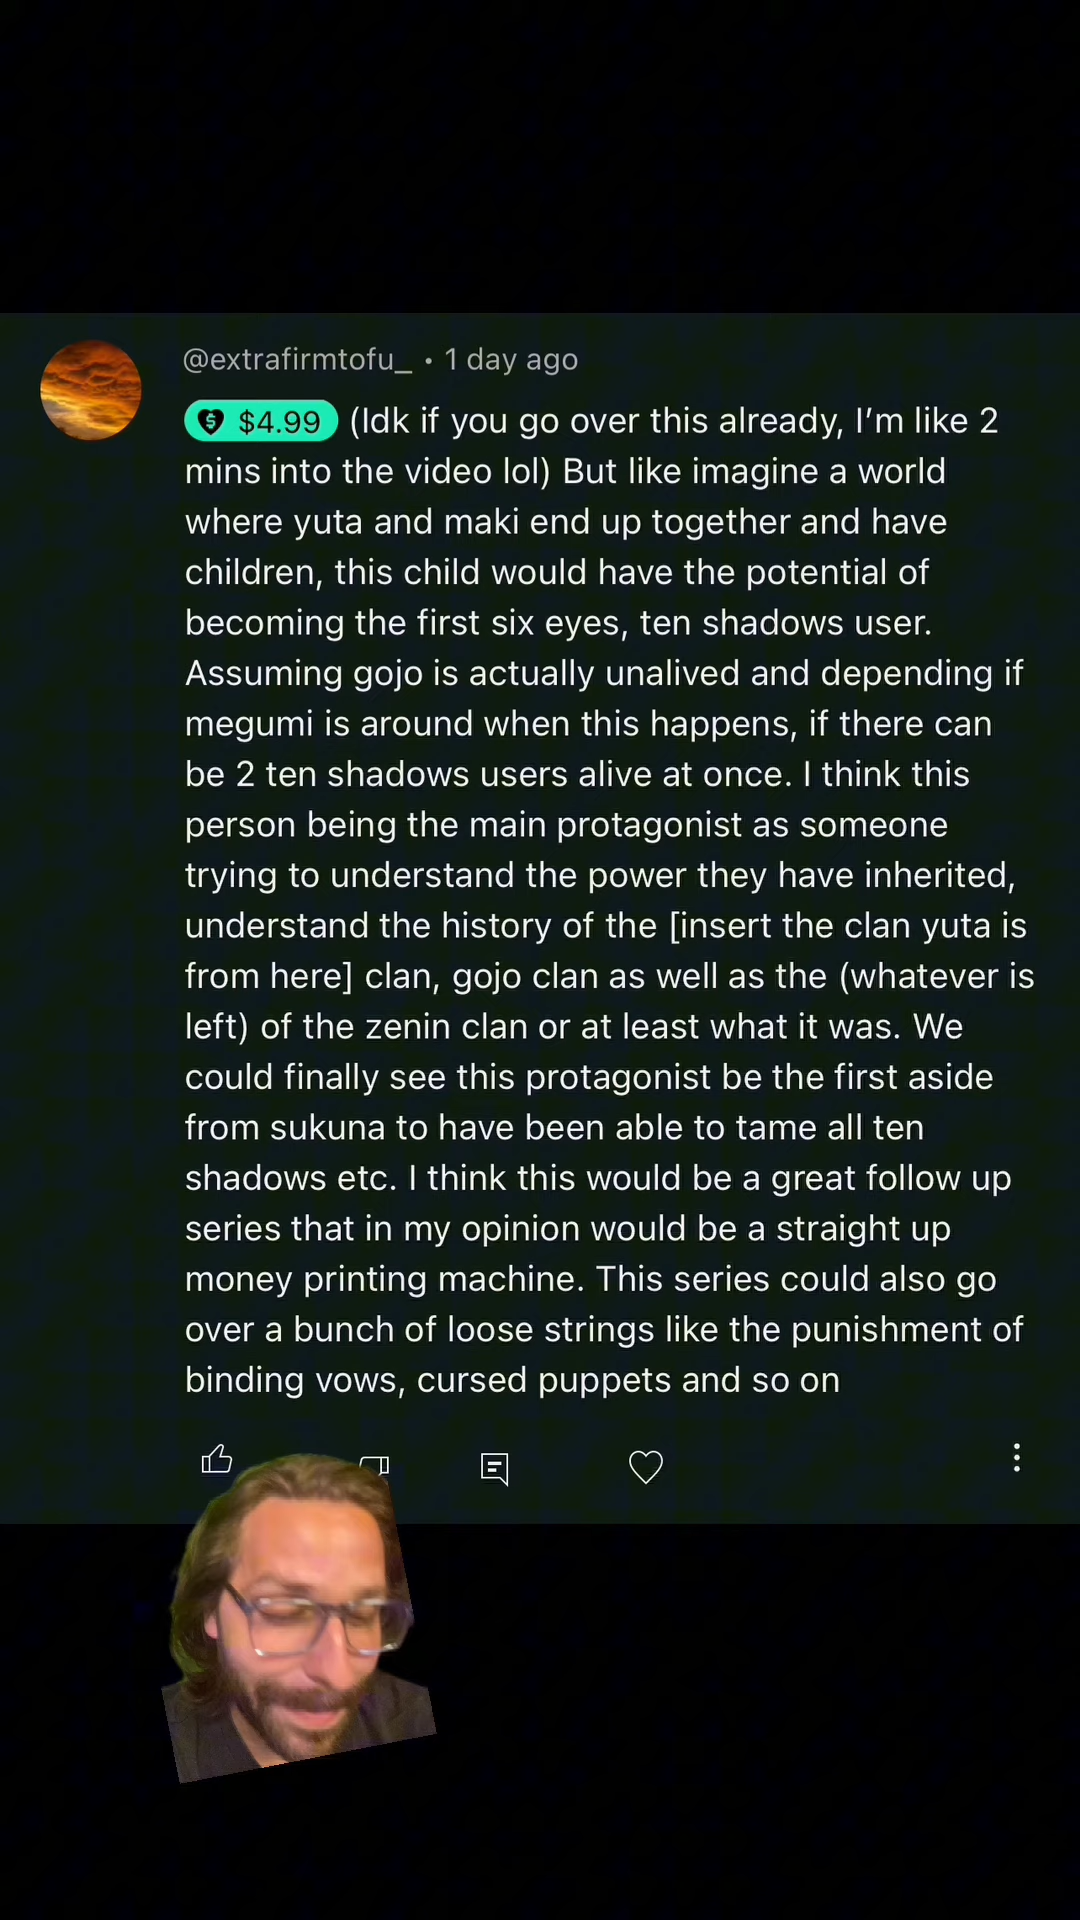 @extrafirmtofu_ • 1 day ago
$4.99 (Idk if you go over this already, I’m like 2
mins into the video lol) But like imagine a world
where yuta and maki end up together and have
children, this child would have the potential of
becoming the first six eyes, ten shadows user.
Assuming gojo is actually unalived and depending if
megumi is around when this happens, if there can
be 2 ten shadows users alive at once. I think this
person being the main protagonist as someone
trying to understand the power they have inherited,
understand the history of the [insert the clan yuta is
from here] clan, gojo clan as well as the (whatever is
left) of the zenin clan or at least what it was. We
could finally see this protagonist be the first aside
from sukuna to have been able to tame all ten
shadows etc. I think this would be a great follow up
series that in my opinion would be a straight up
money printing machine. This series could also go
over a bunch of loose strings like the punishment of
binding vows, cursed puppets and so on